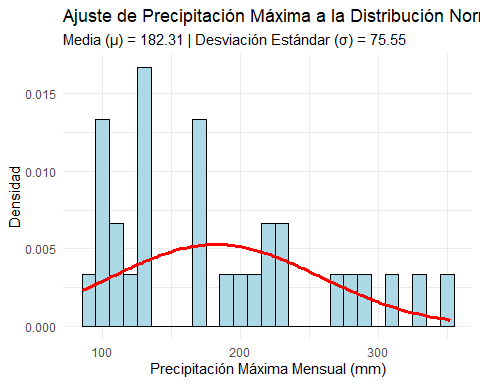 Ajuste de Precipitación Máxima a la Distribución Nor
Media (μ) = 182.31 | Desviación Estándar (σ) = 75.55
0.015
0.010
0.005
0.000
Densidad
100
200
300
Precipitación Máxima Mensual (mm)